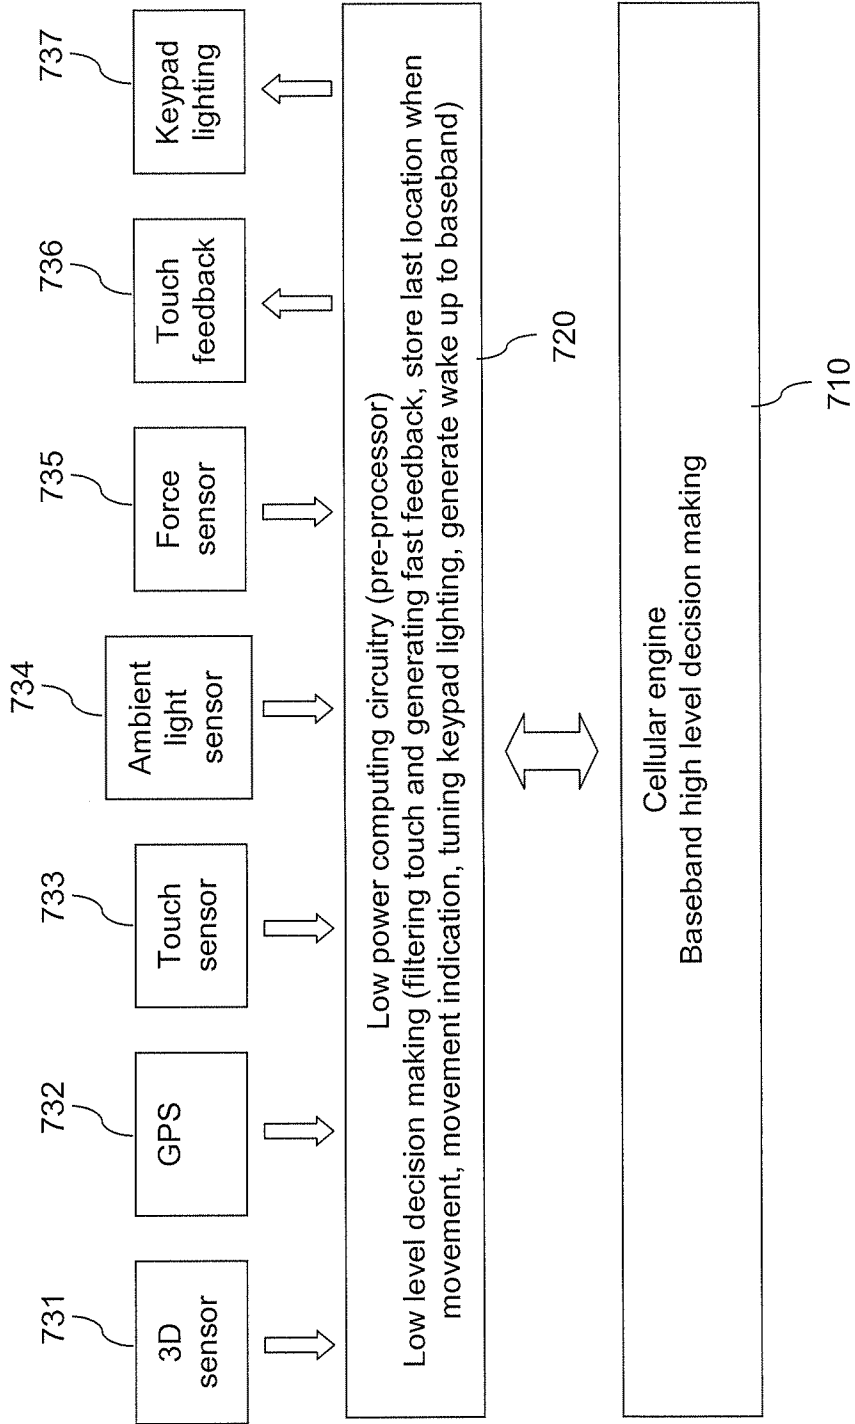 731
732
733
734
735
736
737
3D
sensor
GPS
Touch
sensor
Ambient
light
sensor
Force
sensor
Touch
feedback
Keypad
lighting
Low power computing circuitry (pre-processor)
Low level decision making (filtering touch and generating fast feedback, store last location when
movement, movement indication, tuning keypad lighting, generate wake up to baseband)
720
Cellular engine
Baseband high level decision making
710